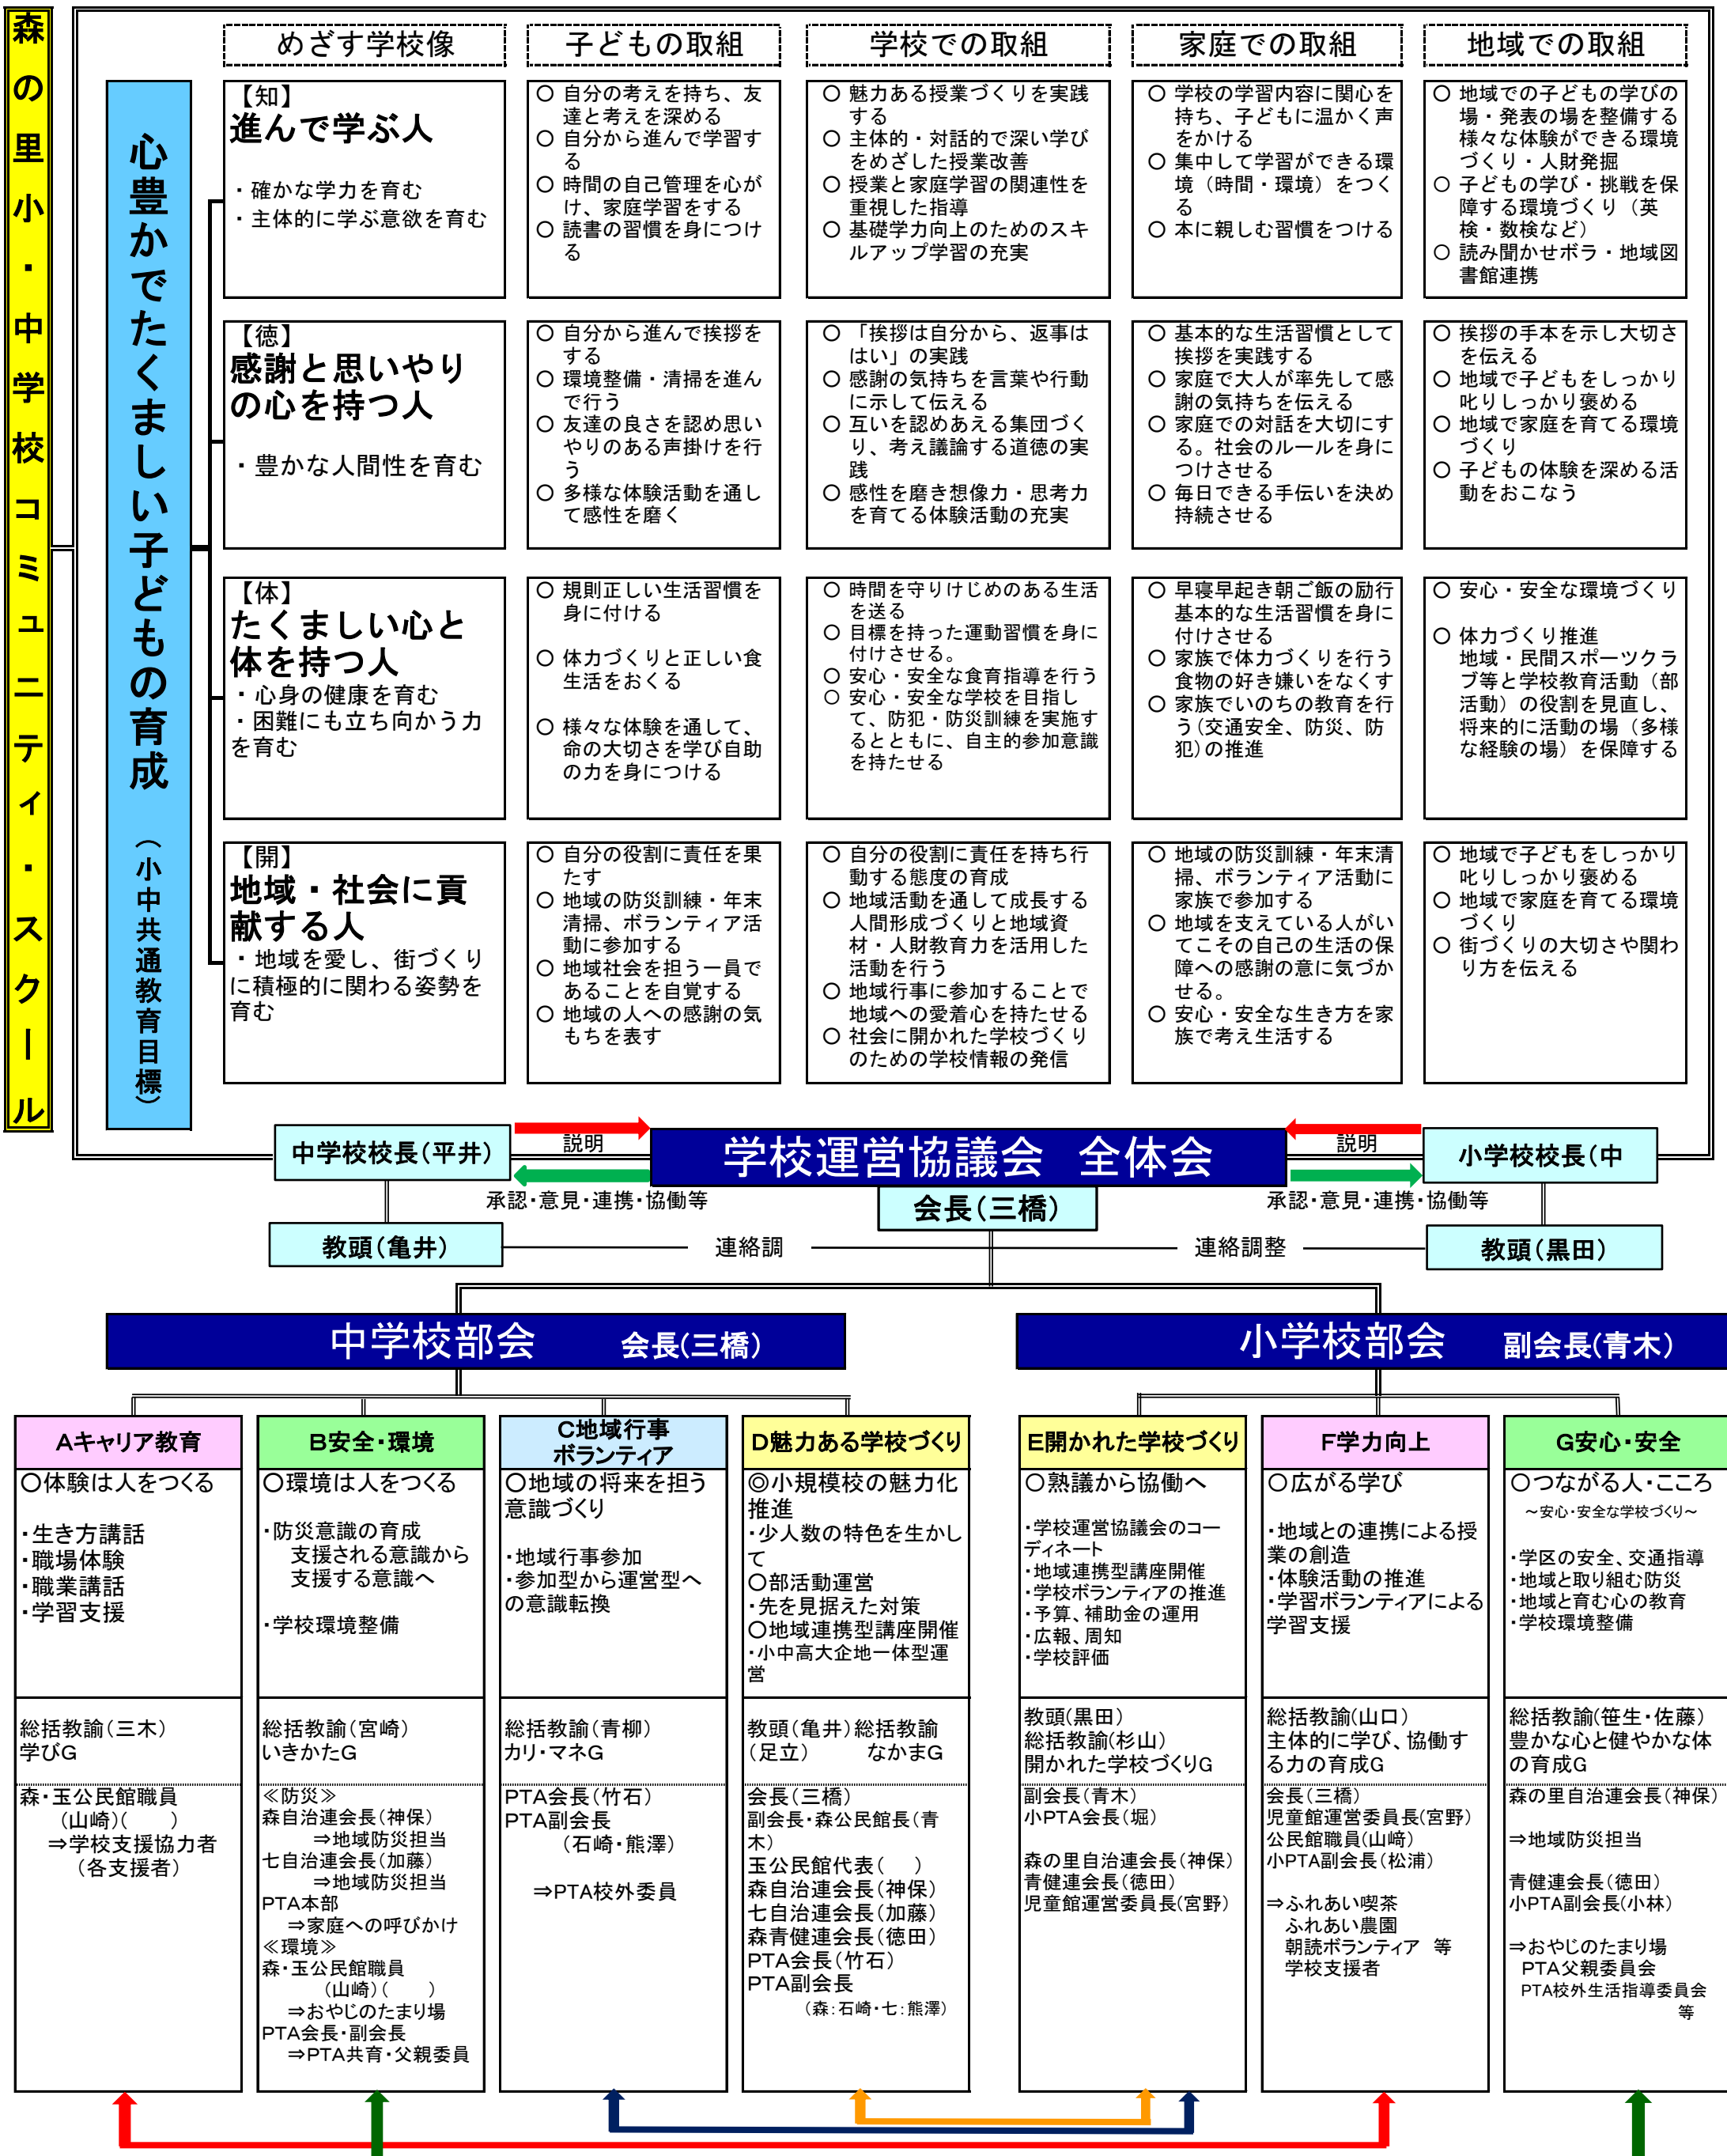 森の里小・中学校コミュニティ・スクール
心豊かでたくましい子どもの育成 (小中共通教育目標)
めざす学校像
子どもの取組
学校での取組
家庭での取組
地域での取組
【知】
進んで学ぶ人
・確かな学力を育む
・主体的に学ぶ意欲を育む
○ 自分の考えを持ち、友
達と考えを深める
○ 自分から進んで学習す
る
○ 時間の自己管理を心が
け、家庭学習をする
○ 読書の習慣を身につけ
る
○ 魅力ある授業づくりを実践
する
○ 主体的・対話的で深い学び
をめざした授業改善
○ 授業と家庭学習の関連性を
重視した指導
○ 基礎学力向上のためのスキ
ルアップ学習の充実
○ 学校の学習内容に関心を
持ち、子どもに温かく声
をかける
○ 集中して学習ができる環
境（時間・環境）をつく
る
○ 本に親しむ習慣をつける
○ 地域での子どもの学びの
場・発表の場を整備する
様々な体験ができる環境
づくり・人財発掘
○ 子どもの学び・挑戦を保
障する環境づくり（英
検・数検など）
○ 読み聞かせボラ・地域図
書館連携
【徳】
感謝と思いやり
の心を持つ人
・豊かな人間性を育む
○ 自分から進んで挨拶を
する
○ 環境整備・清掃を進ん
で行う
○ 友達の良さを認め思い
やりのある声掛けを行
う
○ 多様な体験活動を通し
て感性を磨く
○ 「挨拶は自分から、返事は
はい」の実践
○ 感謝の気持ちを言葉や行動
に示して伝える
○ 互いを認めあえる集団づく
り、考え議論する道徳の実
践
○ 感性を磨き想像力・思考力
を育てる体験活動の充実
○ 基本的な生活習慣として
挨拶を実践する
○ 家庭で大人が率先して感
謝の気持ちを伝える
○ 家庭での対話を大切にす
る。社会のルールを身に
つけさせる
○ 毎日できる手伝いを決め
持続させる
○ 挨拶の手本を示し大切さ
を伝える
○ 地域で子どもをしっかり
叱りしっかり褒める
○ 地域で家庭を育てる環境
づくり
○ 子どもの体験を深める活
動をおこなう
【体】
たくましい心と
体を持つ人
・心身の健康を育む
・困難にも立ち向かう力
を育む
○ 規則正しい生活習慣を
身に付ける
○ 体力づくりと正しい食
生活をおくる
○ 様々な体験を通して、
命の大切さを学び自助
の力を身につける
○ 時間を守りけじめのある生活
を送る
○ 目標を持った運動習慣を身に
付けさせる。
○ 安心・安全な食育指導を行う
○ 安心・安全な学校を目指し
て、防犯・防災訓練を実施す
るとともに、自主的参加意識
を持たせる
○ 早寝早起き朝ご飯の励行
基本的な生活習慣を身に
付けさせる
○ 家族で体力づくりを行う
食物の好き嫌いをなくす
○ 家族でいのちの教育を行
う(交通安全、防災、防
犯)の推進
○ 安心・安全な環境づくり
○ 体力づくり推進
地域・民間スポーツクラ
ブ等と学校教育活動（部
活動）の役割を見直し、
将来的に活動の場（多様
な経験の場）を保障する
【開】
地域・社会に貢
献する人
・地域を愛し、街づくり
に積極的に関わる姿勢を
育む
○ 自分の役割に責任を果
たす
○ 地域の防災訓練・年末
清掃、ボランティア活
動に参加する
○ 地域社会を担う一員で
あることを自覚する
○ 地域の人への感謝の気
もちを表す
○ 自分の役割に責任を持ち行
動する態度の育成
○ 地域活動を通して成長する
人間形成づくりと地域資
材・人財教育力を活用した
活動を行う
○ 地域行事に参加することで
地域への愛着心を持たせる
○ 社会に開かれた学校づくり
のための学校情報の発信
○ 地域の防災訓練・年末清
掃、ボランティア活動に
家族で参加する
○ 地域を支えている人がい
てこその自己の生活の保
障への感謝の意に気づか
せる。
○ 安心・安全な生き方を家
族で考え生活する
○ 地域で子どもをしっかり
叱りしっかり褒める
○ 地域で家庭を育てる環境
づくり
○ 街づくりの大切さや関わ
り方を伝える
中学校校長(平井)
説明
学校運営協議会 全体会
説明
小学校校長(中
承認・意見・連携・協働等
会長(三橋)
承認・意見・連携・協働等
教頭(亀井)
連絡調
連絡調整
教頭(黒田)
中学校部会 会長(三橋)
小学校部会 副会長(青木)
Aキャリア教育
○体験は人をつくる
・生き方講話
・職場体験
・職業講話
・学習支援
総括教諭(三木)
学びG
森・玉公民館職員
(山崎)( )
⇒学校支援協力者
(各支援者)
B安全・環境
○環境は人をつくる
・防災意識の育成
支援される意識から
支援する意識へ
・学校環境整備
総括教諭(宮崎)
いきかたG
≪防災≫
森自治連会長(神保)
⇒地域防災担当
七自治連会長(加藤)
⇒地域防災担当
PTA本部
⇒家庭への呼びかけ
≪環境≫
森・玉公民館職員
(山崎)( )
⇒おやじのたまり場
PTA会長・副会長
⇒PTA共育・父親委員
C地域行事
ボランティア
○地域の将来を担う
意識づくり
・地域行事参加
・参加型から運営型へ
の意識転換
総括教諭(青柳)
カリ・マネG
PTA会長(竹石)
PTA副会長
(石崎・熊澤)
⇒PTA校外委員
D魅力ある学校づくり
◎小規模校の魅力化
推進
・少人数の特色を生かし
て
○部活動運営
・先を見据えた対策
○地域連携型講座開催
・小中高大企地一体型運
営
教頭(亀井)総括教諭
(足立) なかまG
会長(三橋)
副会長・森公民館長(青
木)
玉公民館代表( )
森自治連会長(神保)
七自治連会長(加藤)
森青健連会長(徳田)
PTA会長(竹石)
PTA副会長
(森:石崎・七:熊澤)
E開かれた学校づくり
○熟議から協働へ
・学校運営協議会のコー
ディネート
・地域連携型講座開催
・学校ボランティアの推進
・予算、補助金の運用
・広報、周知
・学校評価
教頭(黒田)
総括教諭(杉山)
開かれた学校づくりG
副会長(青木)
小PTA会長(堀)
森の里自治連会長(神保)
青健連会長(徳田)
児童館運営委員長(宮野)
F学力向上
○広がる学び
・地域との連携による授
業の創造
・体験活動の推進
・学習ボランティアによる
学習支援
総括教諭(山口)
主体的に学び、協働す
る力の育成G
会長(三橋)
児童館運営委員長(宮野)
公民館職員(山﨑)
小PTA副会長(松浦)
⇒ふれあい喫茶
ふれあい農園
朝読ボランティア 等
学校支援者
G安心・安全
○つながる人・こころ
～安心・安全な学校づくり～
・学区の安全、交通指導
・地域と取り組む防災
・地域と育む心の教育
・学校環境整備
総括教諭(笹生・佐藤)
豊かな心と健やかな体
の育成G
森の里自治連会長(神保)
⇒地域防災担当
青健連会長(徳田)
小PTA副会長(小林)
⇒おやじのたまり場
PTA父親委員会
PTA校外生活指導委員会
等